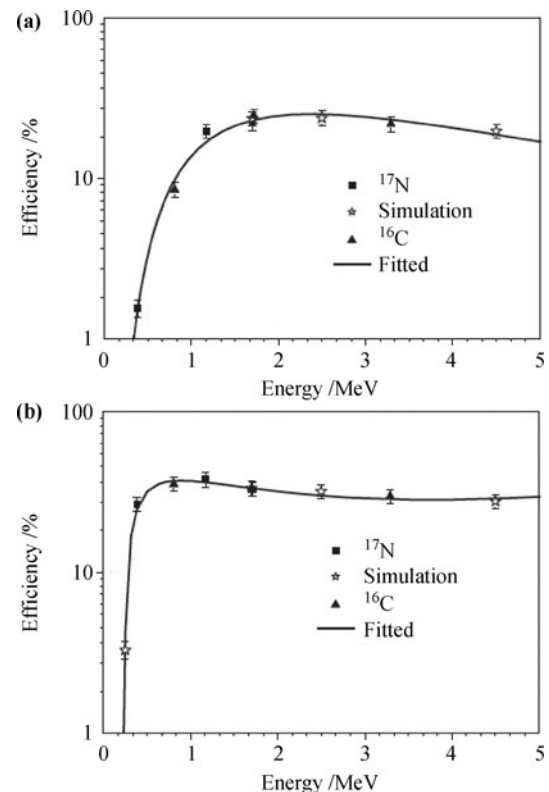 (a)
100
10
1
Efficiency /%
¹⁷N
Simulation
¹⁶C
Fitted
0 1 2 3 4 5
Energy /MeV
(b)
100
10
1
Efficiency /%
¹⁷N
Simulation
¹⁶C
Fitted
0 1 2 3 4 5
Energy /MeV